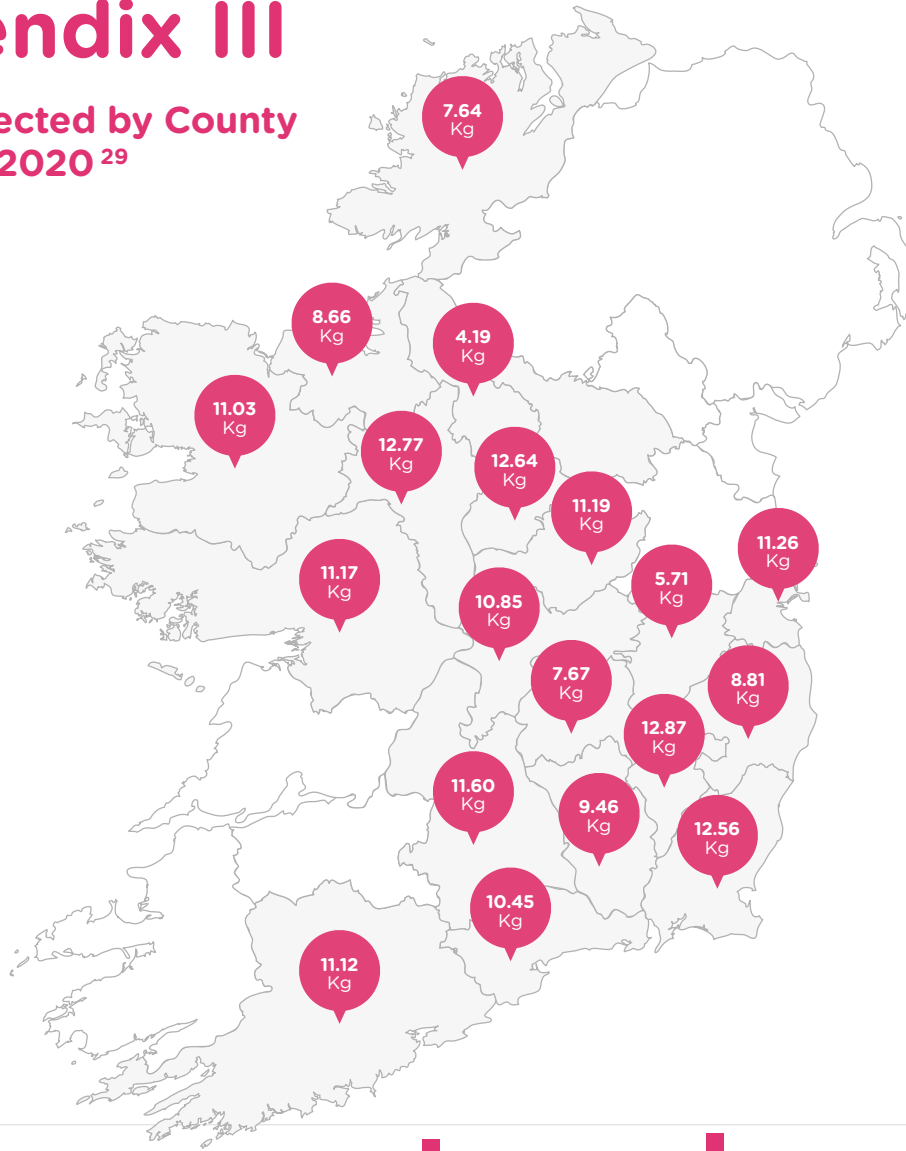 endix III
ected by County
2020 29
7.64
Kg
8.66
Kg
4.19
Kg
11.03
Kg
12.77
Kg
12.64
Kg
11.19
Kg
11.26
Kg
11.17
Kg
5.71
Kg
10.85
Kg
7.67
Kg
8.81
Kg
12.87
Kg
11.60
Kg
9.46
Kg
12.56
Kg
10.45
Kg
11.12
Kg